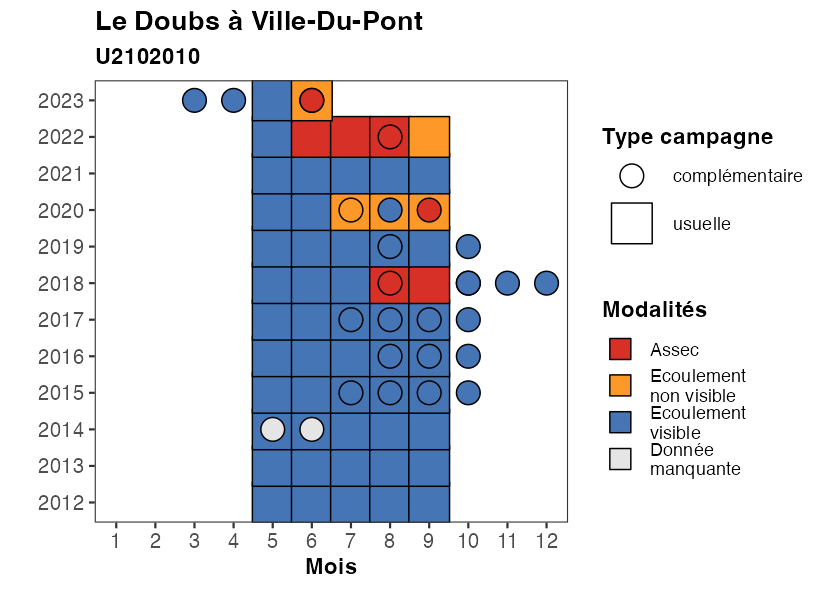 Le Doubs à Ville-Du-Pont
U2102010
2023
2022
2021
2020
2019
2018
2017
2016
2015
2014
2013
2012
1 2 3 4 5 6 7 8 9 10 11 12
Mois
Type campagne
complémentaire
usuelle
Modalités
Assec
Ecoulement
non visible
Ecoulement
visible
Donnée
manquante